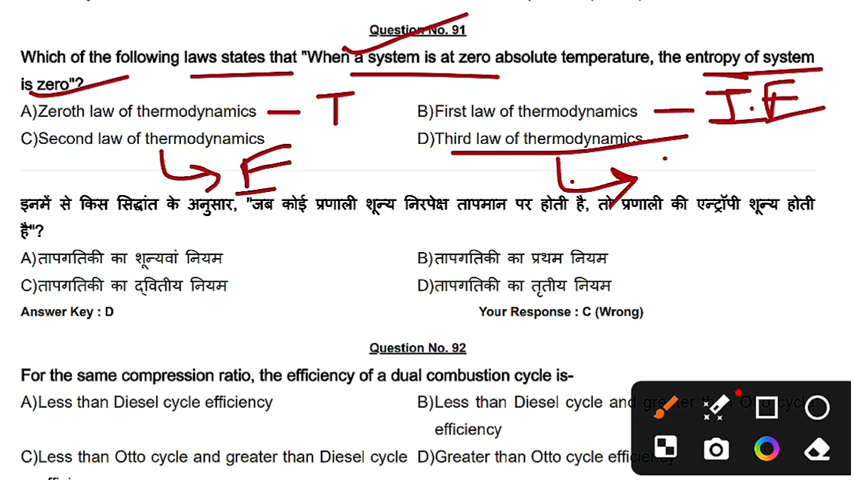 Question No. 91
Which of the following laws states that "When a system is at zero absolute temperature, the entropy of system
is zero"?
A)Zeroth law of thermodynamics T B)First law of thermodynamics I.E
C)Second law of thermodynamics D)Third law of thermodynamics
F
इनमें से किस सिद्धांत के अनुसार, "जब कोई प्रणाली शून्य निरपेक्ष तापमान पर होती है, तो प्रणाली की एन्ट्रॉपी शून्य होती
है"?
A)तापगतिकी का शून्यवां नियम B)तापगतिकी का प्रथम नियम
C)तापगतिकी का द्वितीय नियम D)तापगतिकी का तृतीय नियम
Answer Key : D Your Response : C (Wrong)
Question No. 92
For the same compression ratio, the efficiency of a dual combustion cycle is-
A)Less than Diesel cycle efficiency B)Less than Diesel cycle and greater than Otto cycle
efficiency
C)Less than Otto cycle and greater than Diesel cycle D)Greater than Otto cycle efficiency